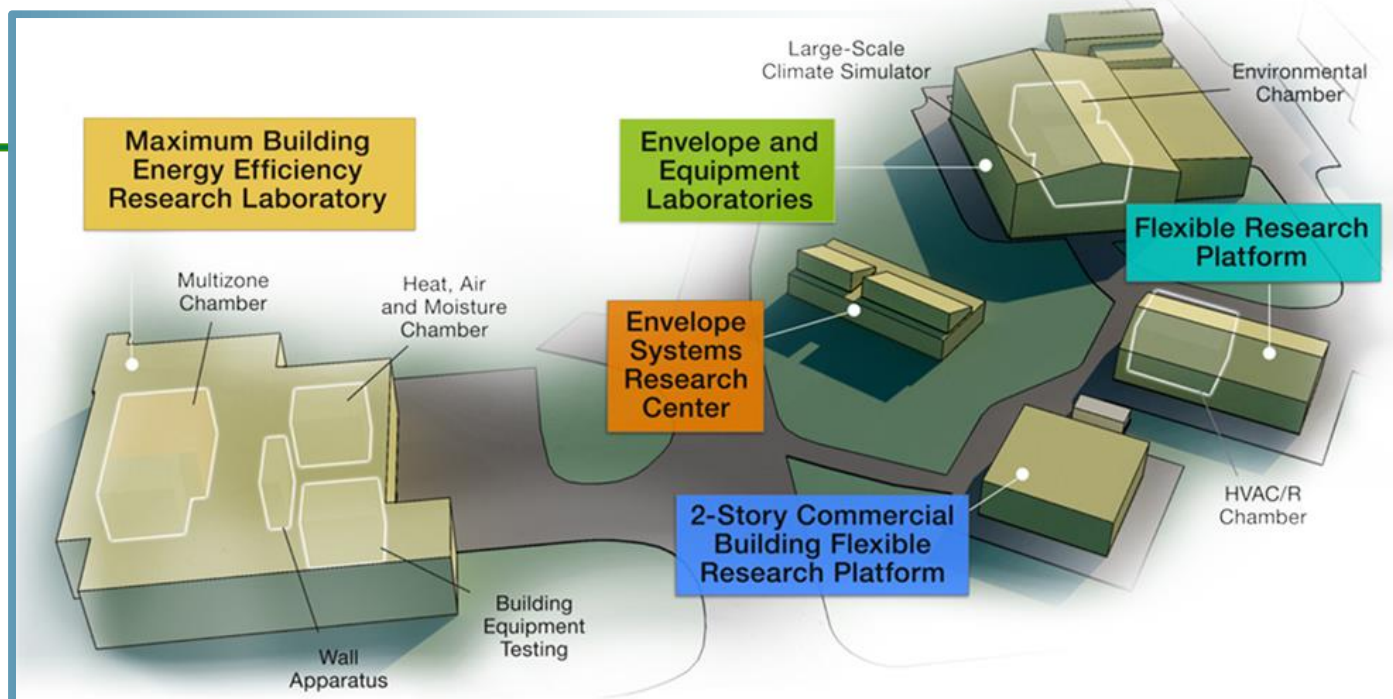 Large-Scale
Climate Simulator
Environmental
Chamber
Maximum Building
Energy Efficiency
Research Laboratory
Envelope and
Equipment
Laboratories
Flexible Research
Platform
Multizone
Chamber
Heat, Air
and Moisture
Chamber
Envelope
Systems
Research
Center
2-Story Commercial
Building Flexible
Research Platform
HVAC/R
Chamber
Building
Equipment
Testing
Wall
Apparatus